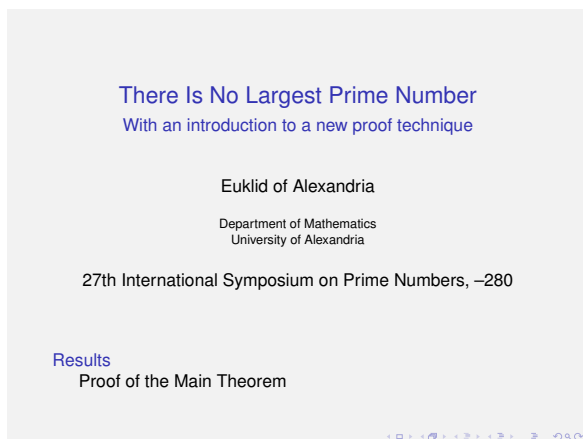 There Is No Largest Prime Number
With an introduction to a new proof technique
Euklid of Alexandria
Department of Mathematics
University of Alexandria
27th International Symposium on Prime Numbers, –280
Results
Proof of the Main Theorem